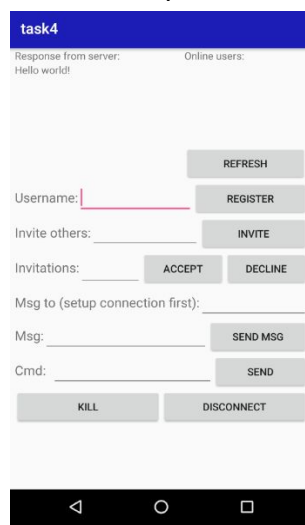 task4
Response from server: Online users:
Hello world!
REFRESH
Username: REGISTER
Invite others: INVITE
Invitations: ACCEPT DECLINE
Msg to (setup connection first):
Msg: SEND MSG
Cmd: SEND
KILL DISCONNECT